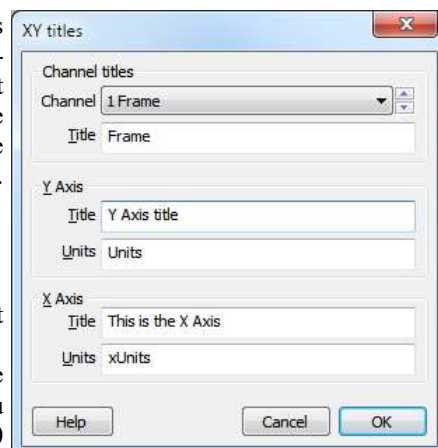 XY titles
Channel titles
Channel 1 Frame
Title Frame
Y Axis
Title Y Axis title
Units Units
X Axis
Title This is the X Axis
Units xUnits
Help Cancel OK